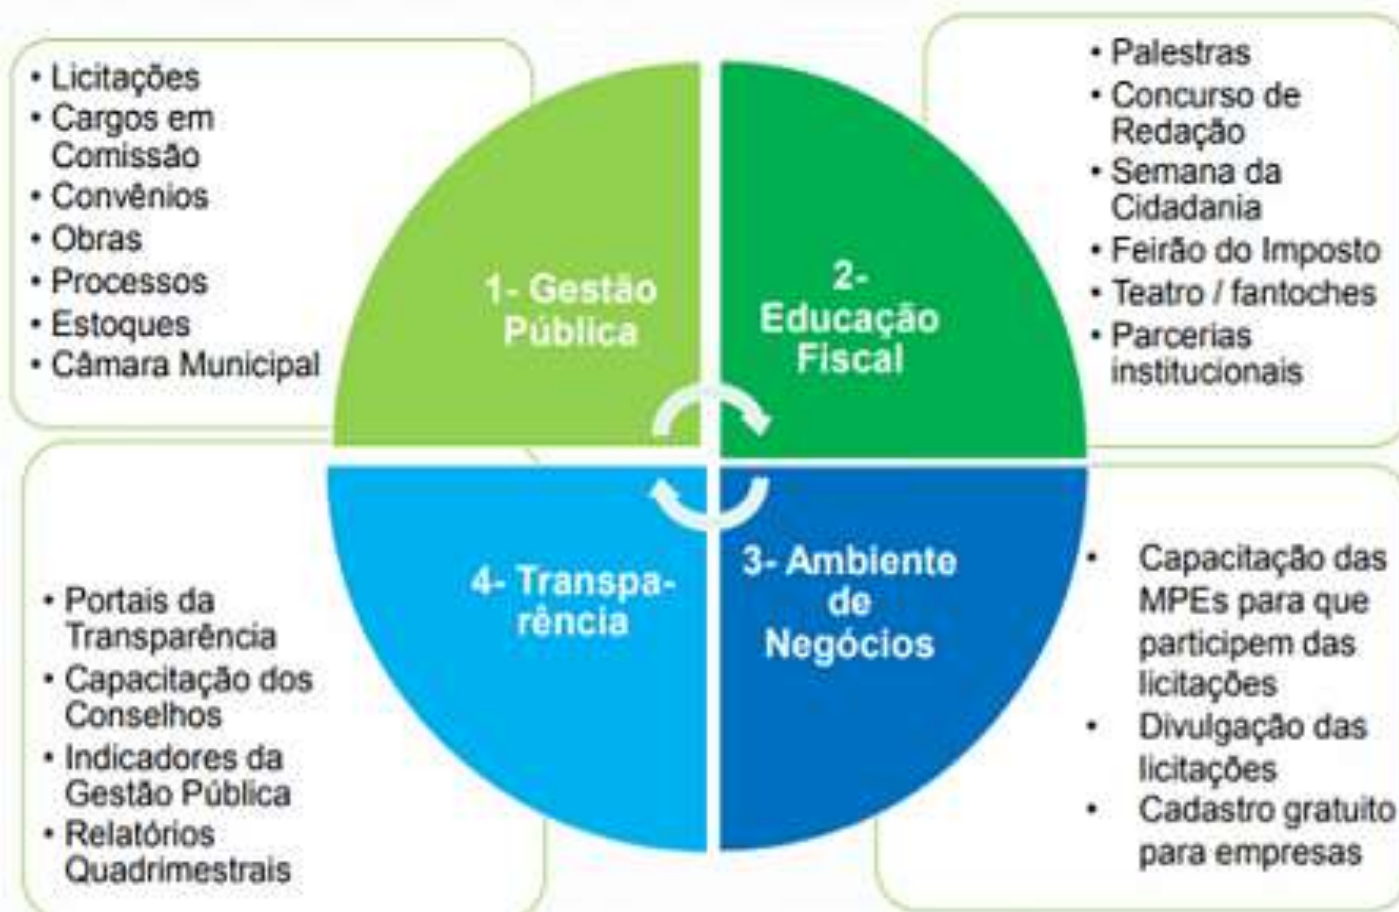 • Licitações
• Cargos em
Comissão
• Convênios
• Obras
• Processos
• Estoques
• Câmara Municipal
1- Gestão
Pública
2-
Educação
Fiscal
• Palestras
• Concurso de
Redação
• Semana da
Cidadania
• Feirão do Imposto
• Teatro / fantoches
• Parcerias
institucionais
• Portais da
Transparência
• Capacitação dos
Conselhos
• Indicadores da
Gestão Pública
• Relatórios
Quadrimestrais
4- Transpa-
rência
3- Ambiente
de
Negócios
• Capacitação das
MPEs para que
participem das
licitações
• Divulgação das
licitações
• Cadastro gratuito
para empresas